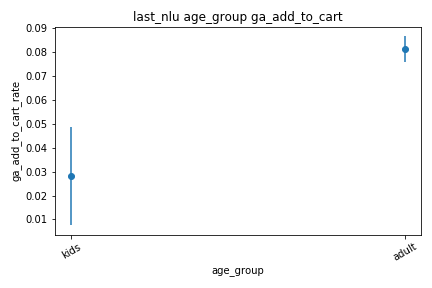 last_nlu age_group ga_add_to_cart
ga_add_to_cart_rate
0.09
0.08
0.07
0.06
0.05
0.04
0.03
0.02
0.01
kids
adult
age_group